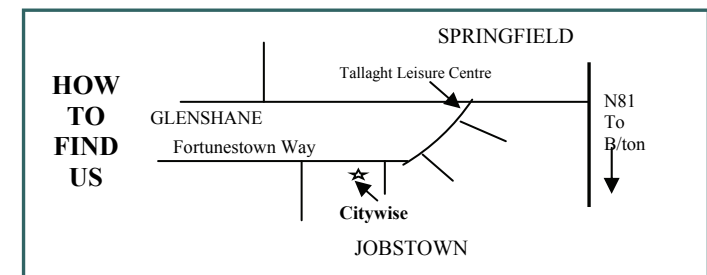 HOW
TO
FIND
US
SPRINGFIELD
Tallaght Leisure Centre
GLENSHANE
Fortunestown Way
Citywise
JOBSTOWN
N81
To
B/ton